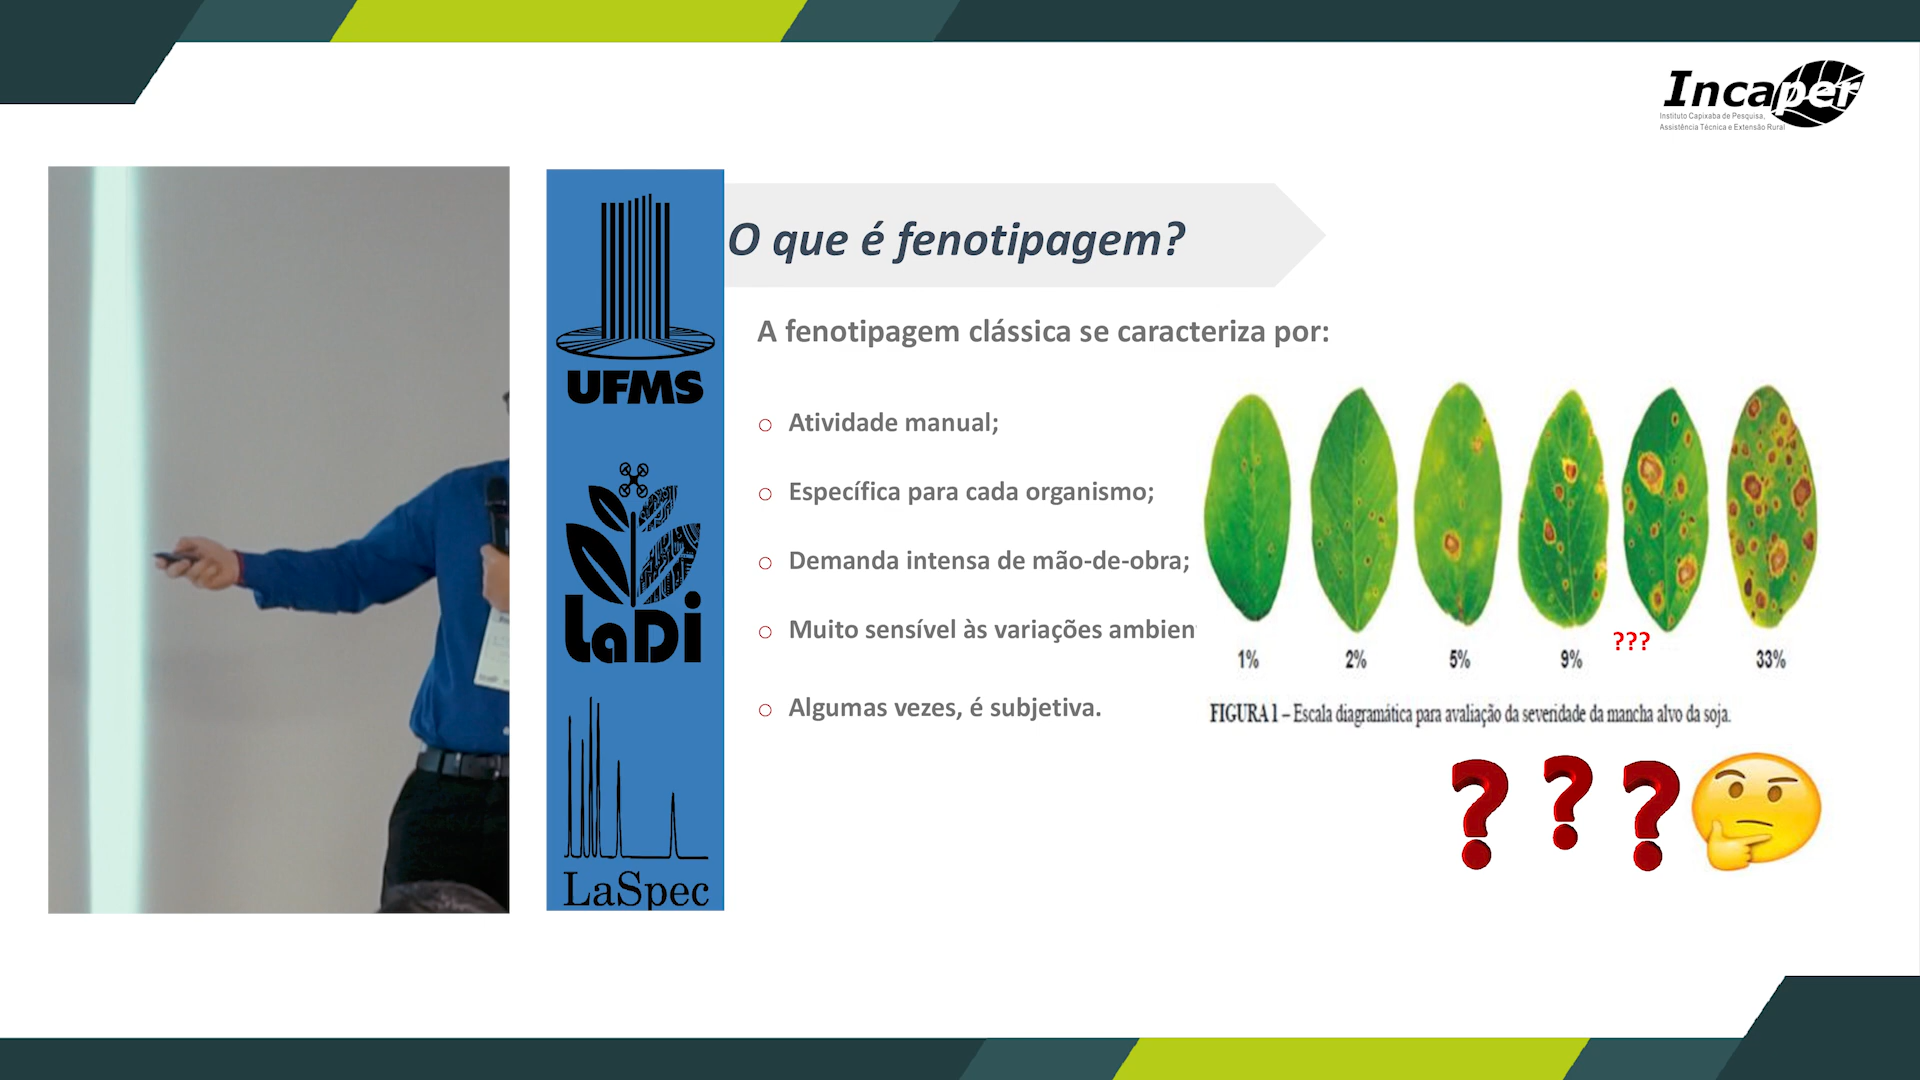 Incaper
Instituto Capixaba de Pesquisa,
Assistência Técnica e Extensão Rural
UFMS
LaDi
LaSpec
O que é fenotipagem?
A fenotipagem clássica se caracteriza por:
Atividade manual;
Específica para cada organismo;
Demanda intensa de mão-de-obra;
Muito sensível às variações ambien
Algumas vezes, é subjetiva.
1% 2% 5% 9% ??? 33%
FIGURA 1 – Escala diagramática para avaliação da severidade da mancha alvo da soja.
? ? ?